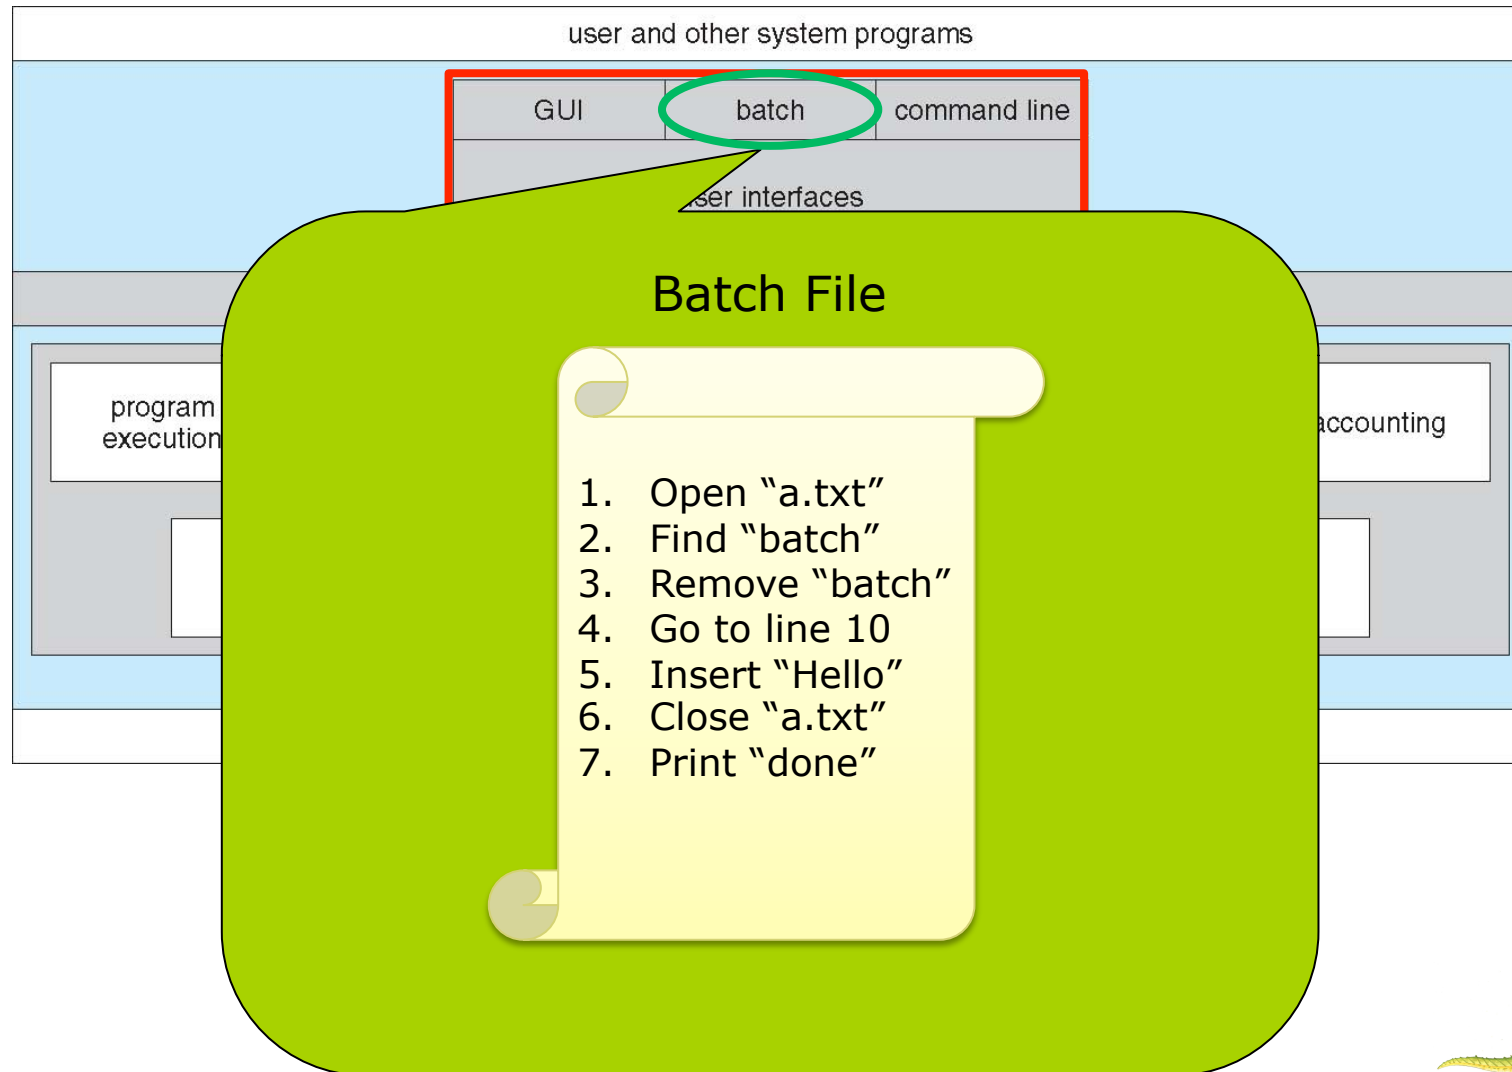 user and other system programs
GUI batch command line
user interfaces
Batch File
program
execution
accounting
1. Open “a.txt”
2. Find “batch”
3. Remove “batch”
4. Go to line 10
5. Insert “Hello”
6. Close “a.txt”
7. Print “done”